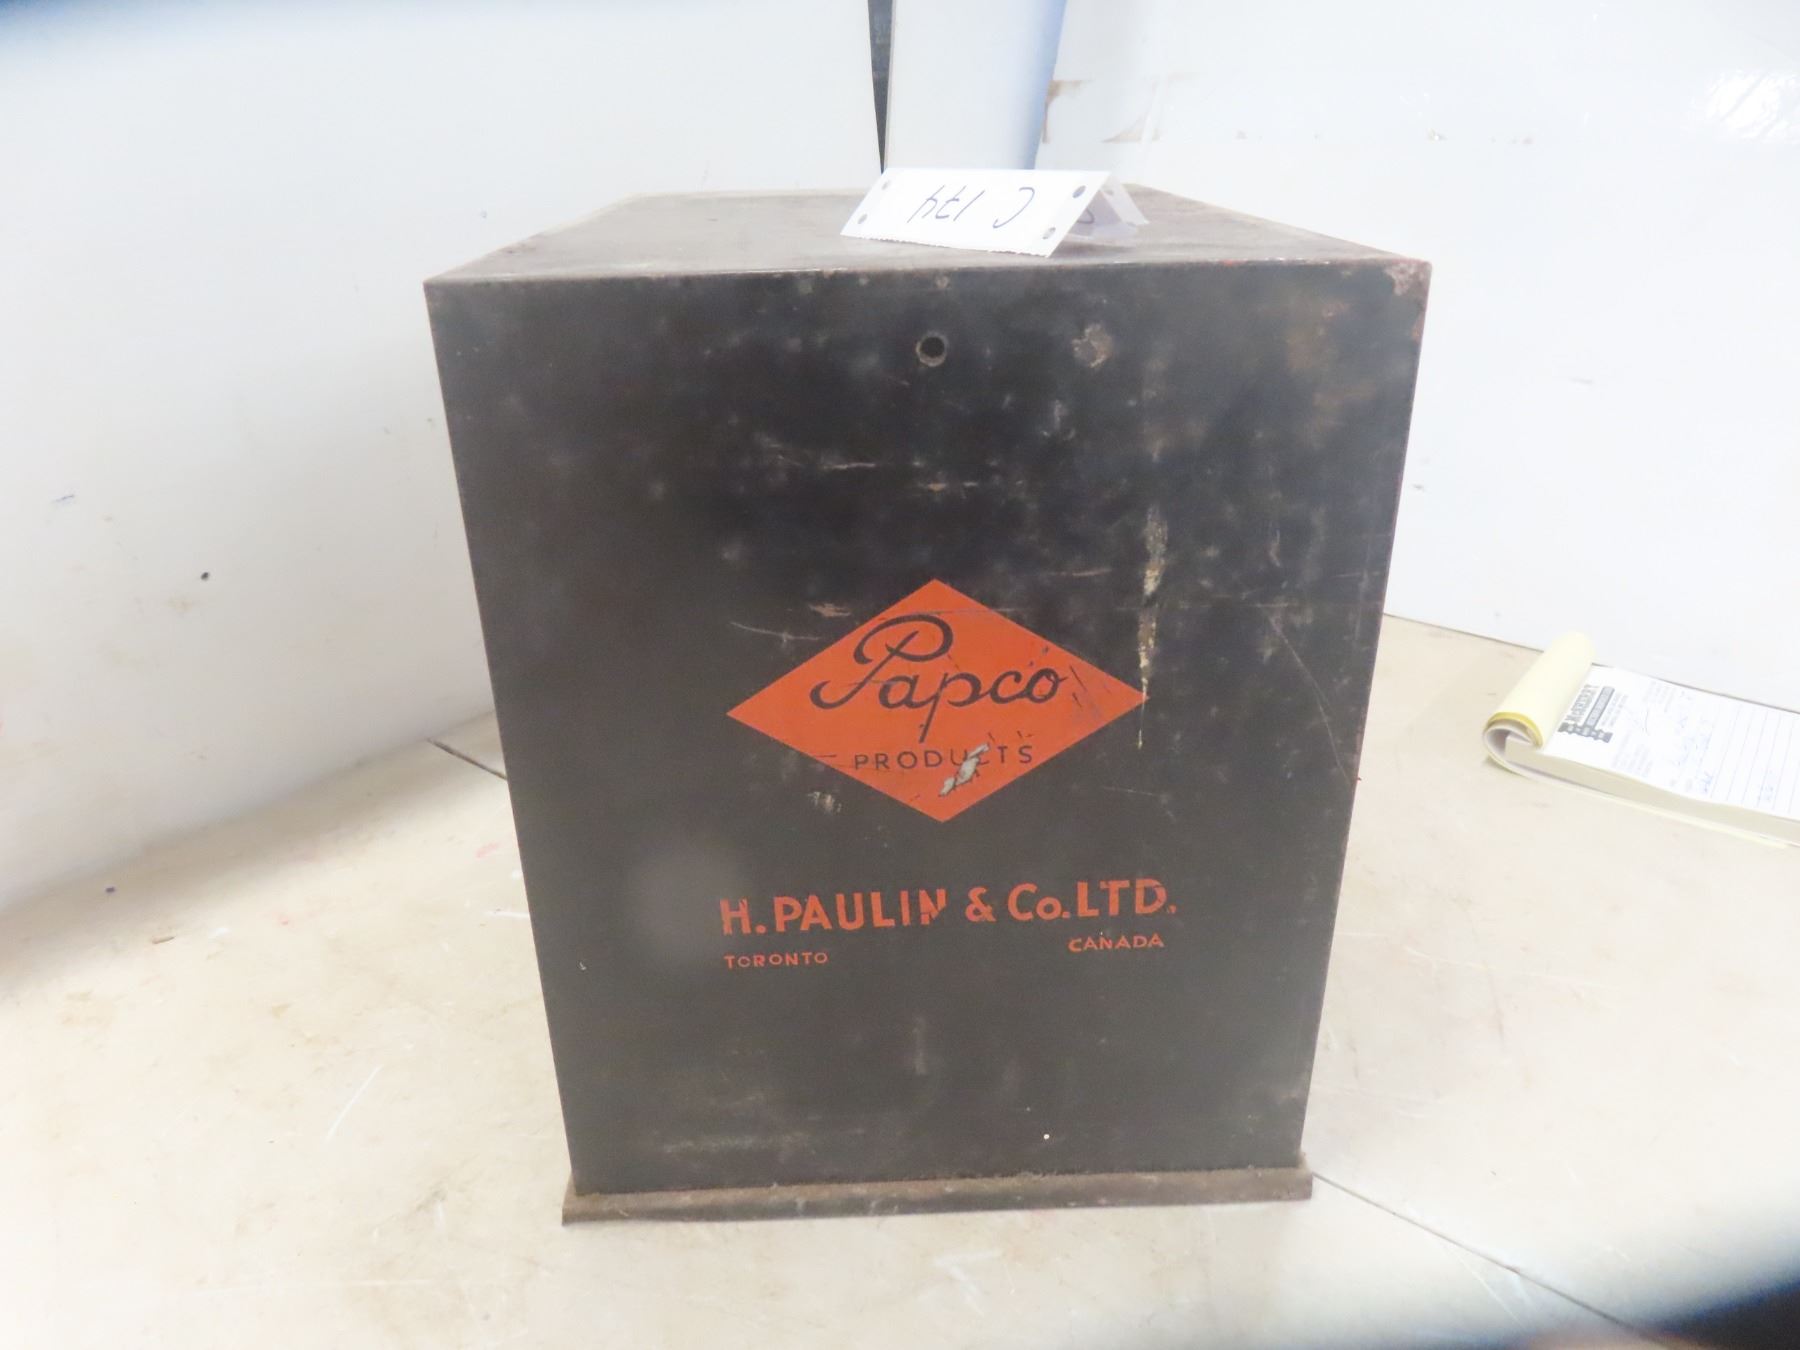 C 174
Papco
PRODUCTS
H. PAULIN & Co. LTD.
TORONTO CANADA